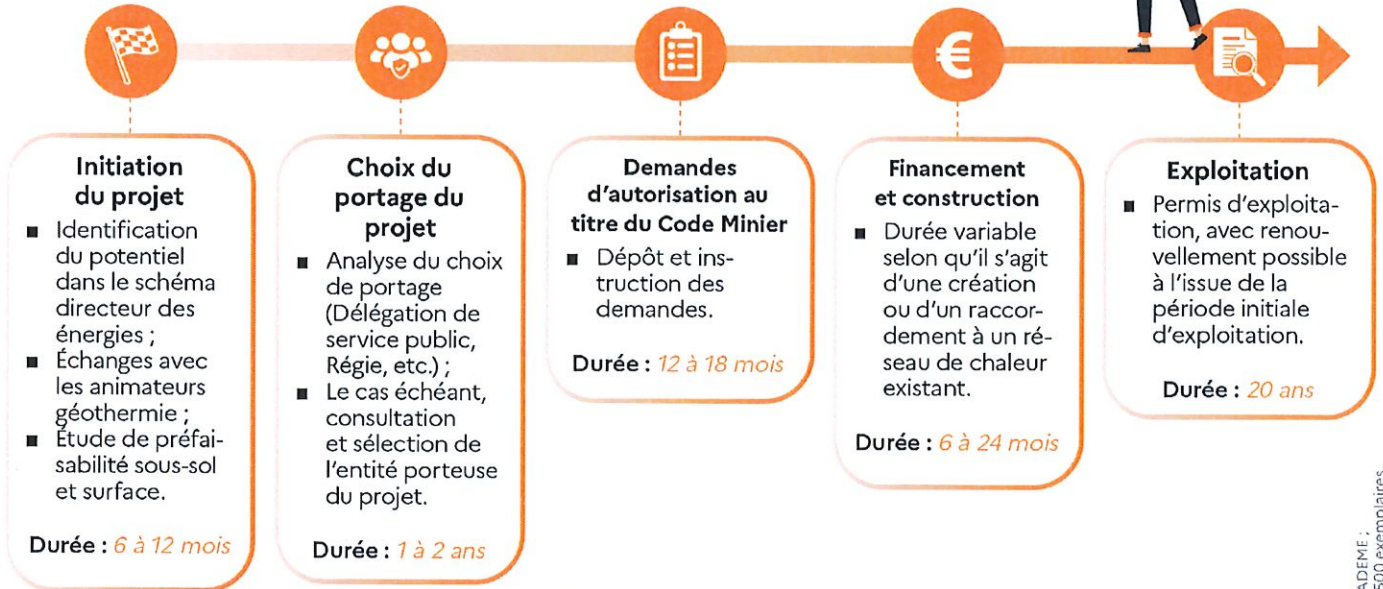 €
Initiation
du projet
■ Identification
du potentiel
dans le schéma
directeur des
énergies ;
■ Échanges avec
les animateurs
géothermie ;
■ Étude de préfai-
sabilité sous-sol
et surface.
Durée : 6 à 12 mois
Choix du
portage du
projet
■ Analyse du choix
de portage
(Délégation de
service public,
Régie, etc.) ;
■ Le cas échéant,
consultation
et sélection de
l'entité porteuse
du projet.
Durée : 1 à 2 ans
Demandes
d'autorisation au
titre du Code Minier
■ Dépôt et ins-
truction des
demandes.
Durée : 12 à 18 mois
Financement
et construction
■ Durée variable
selon qu'il s'agit
d'une création
ou d'un raccor-
dement à un ré-
seau de chaleur
existant.
Durée : 6 à 24 mois
Exploitation
■ Permis d'exploita-
tion, avec renou-
vellement possible
à l'issue de la
période initiale
d'exploitation.
Durée : 20 ans
ADEME ;
500 exemplaires